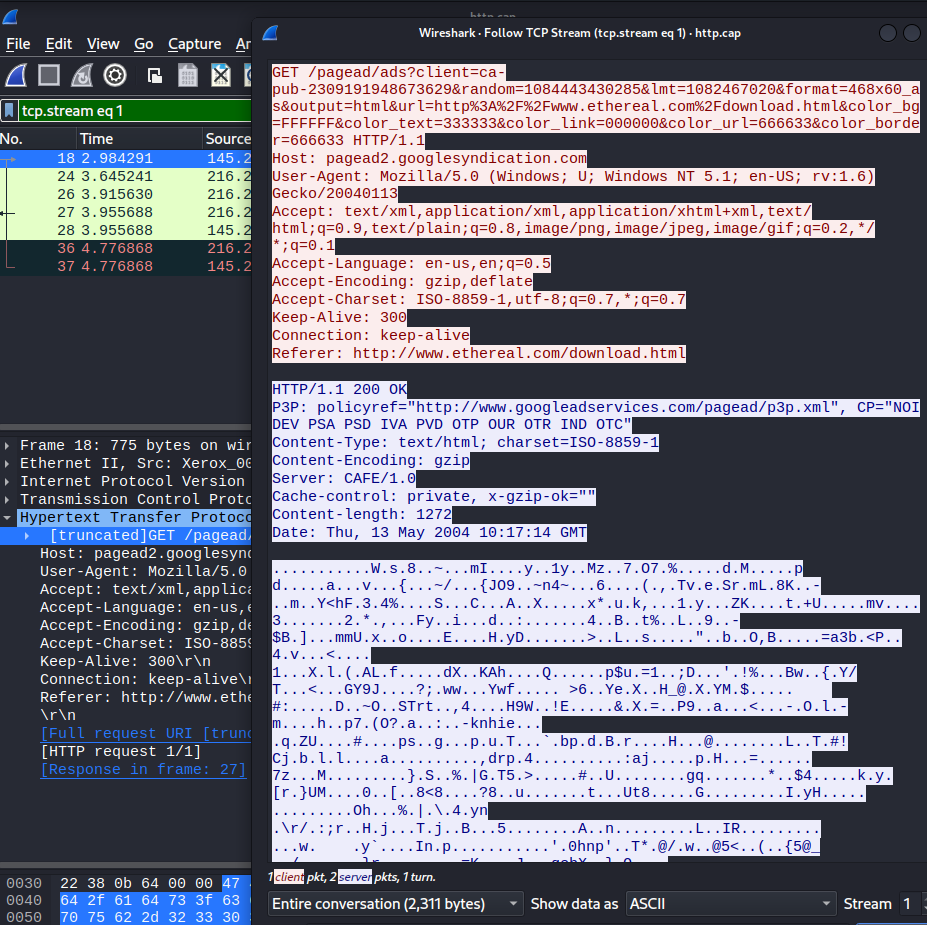 http.cap
Wireshark · Follow TCP Stream (tcp.stream eq 1) · http.cap
File Edit View Go Capture
tcp.stream eq 1
No. Time Source
18 2.984291 145.2
24 3.645241 216.2
26 3.915630 216.2
27 3.955688 216.2
28 3.955688 145.2
36 4.776868 216.2
37 4.776868 145.2
Frame 18: 775 bytes on wir
Ethernet II, Src: Xerox_00
Internet Protocol Version
Transmission Control Proto
Hypertext Transfer Protoco
[truncated]GET /pagead/
Host: pagead2.googlesynd
User-Agent: Mozilla/5.0
Accept: text/xml,applica
Accept-Language: en-us,e
Accept-Encoding: gzip,de
Accept-Charset: ISO-8859
Keep-Alive: 300\r\n
Connection: keep-alive\r
Referer: http://www.ethe
\r\n
[Full request URI [trunc
[HTTP request 1/1]
[Response in frame: 27]
0030 22 38 0b 64 00 00 47
0040 64 2f 61 64 73 3f 63
0050 70 75 62 2d 32 33 30
GET /pagead/ads?client=ca-
pub-2309191948673629&random=1084443430285&lmt=1082467020&format=468x60_a
s&output=html&url=http%3A%2F%2Fwww.ethereal.com%2Fdownload.html&color_bg
=FFFFFF&color_text=333333&color_link=000000&color_url=666633&color_borde
r=666633 HTTP/1.1
Host: pagead2.googlesyndication.com
User-Agent: Mozilla/5.0 (Windows; U; Windows NT 5.1; en-US; rv:1.6)
Gecko/20040113
Accept: text/xml,application/xml,application/xhtml+xml,text/
html;q=0.9,text/plain;q=0.8,image/png,image/jpeg,image/gif;q=0.2,*/
*;q=0.1
Accept-Language: en-us,en;q=0.5
Accept-Encoding: gzip,deflate
Accept-Charset: ISO-8859-1,utf-8;q=0.7,*;q=0.7
Keep-Alive: 300
Connection: keep-alive
Referer: http://www.ethereal.com/download.html
HTTP/1.1 200 OK
P3P: policyref="http://www.googleadservices.com/pagead/p3p.xml", CP="NOI
DEV PSA PSD IVA PVD OTP OUR OTR IND OTC"
Content-Type: text/html; charset=ISO-8859-1
Content-Encoding: gzip
Server: CAFE/1.0
Cache-control: private, x-gzip-ok=""
Content-length: 1272
Date: Thu, 13 May 2004 10:17:14 GMT
...........W.s.8..~...mI....y..1y..Mz..7.O7.%.....d.M.....p
d.....a...v...{...~/...{JO9..~n4~...6....(.,.Tv.e.Sr.mL.8K..-
..m..Y<hF.3.4%....S...C...A..X.....x*.u.k,...1.y...ZK....t.+U.....mv....
3.......2.*.,...Fy..i...d..:.......4..B..t%..L..9..-
$B.]...mmU.x..o....E....H.yD.......>..L..s....."..b..O,B.....=a3b.<P..
4.v...<....
1...X.l.(.AL.f.....dX..KAh....Q......p$u.=1..;D...'.!%...Bw..{.Y/
T...<...GY9J....?;.ww...Ywf..... >6..Ye.X..H_@.X.YM.$.....
#:.....D..~O..STrt..,4....H9W..!E.....&.X.=..P9..a...<...-.O.l.-
m....h..p7.(O?.a..:..-knhie...
.q.ZU....#....ps..g...p.u.T...`.bp.d.B.r....H...@........L..T.#!
Cj.b.l.l....a..........,drp.4..........:aj.....p.H...=......
7z...M.........}.S..%.|G.T5.>.....#..U........gq.......*..$4.....k.y.
[r.}UM....0..[..8<8....?8..u.......t...Ut8.....G.........I.yH.....
.........Oh...%.|.\.4.yn
.\r/.:;r..H.j...T.j..B...5........A..n.........L..IR.........
...w. .y`....In.p...........'.0hnp'..T*.@/.w..@5<..(..{5@_
1 client pkt, 2 server pkts, 1 turn.
Entire conversation (2,311 bytes) Show data as ASCII Stream 1